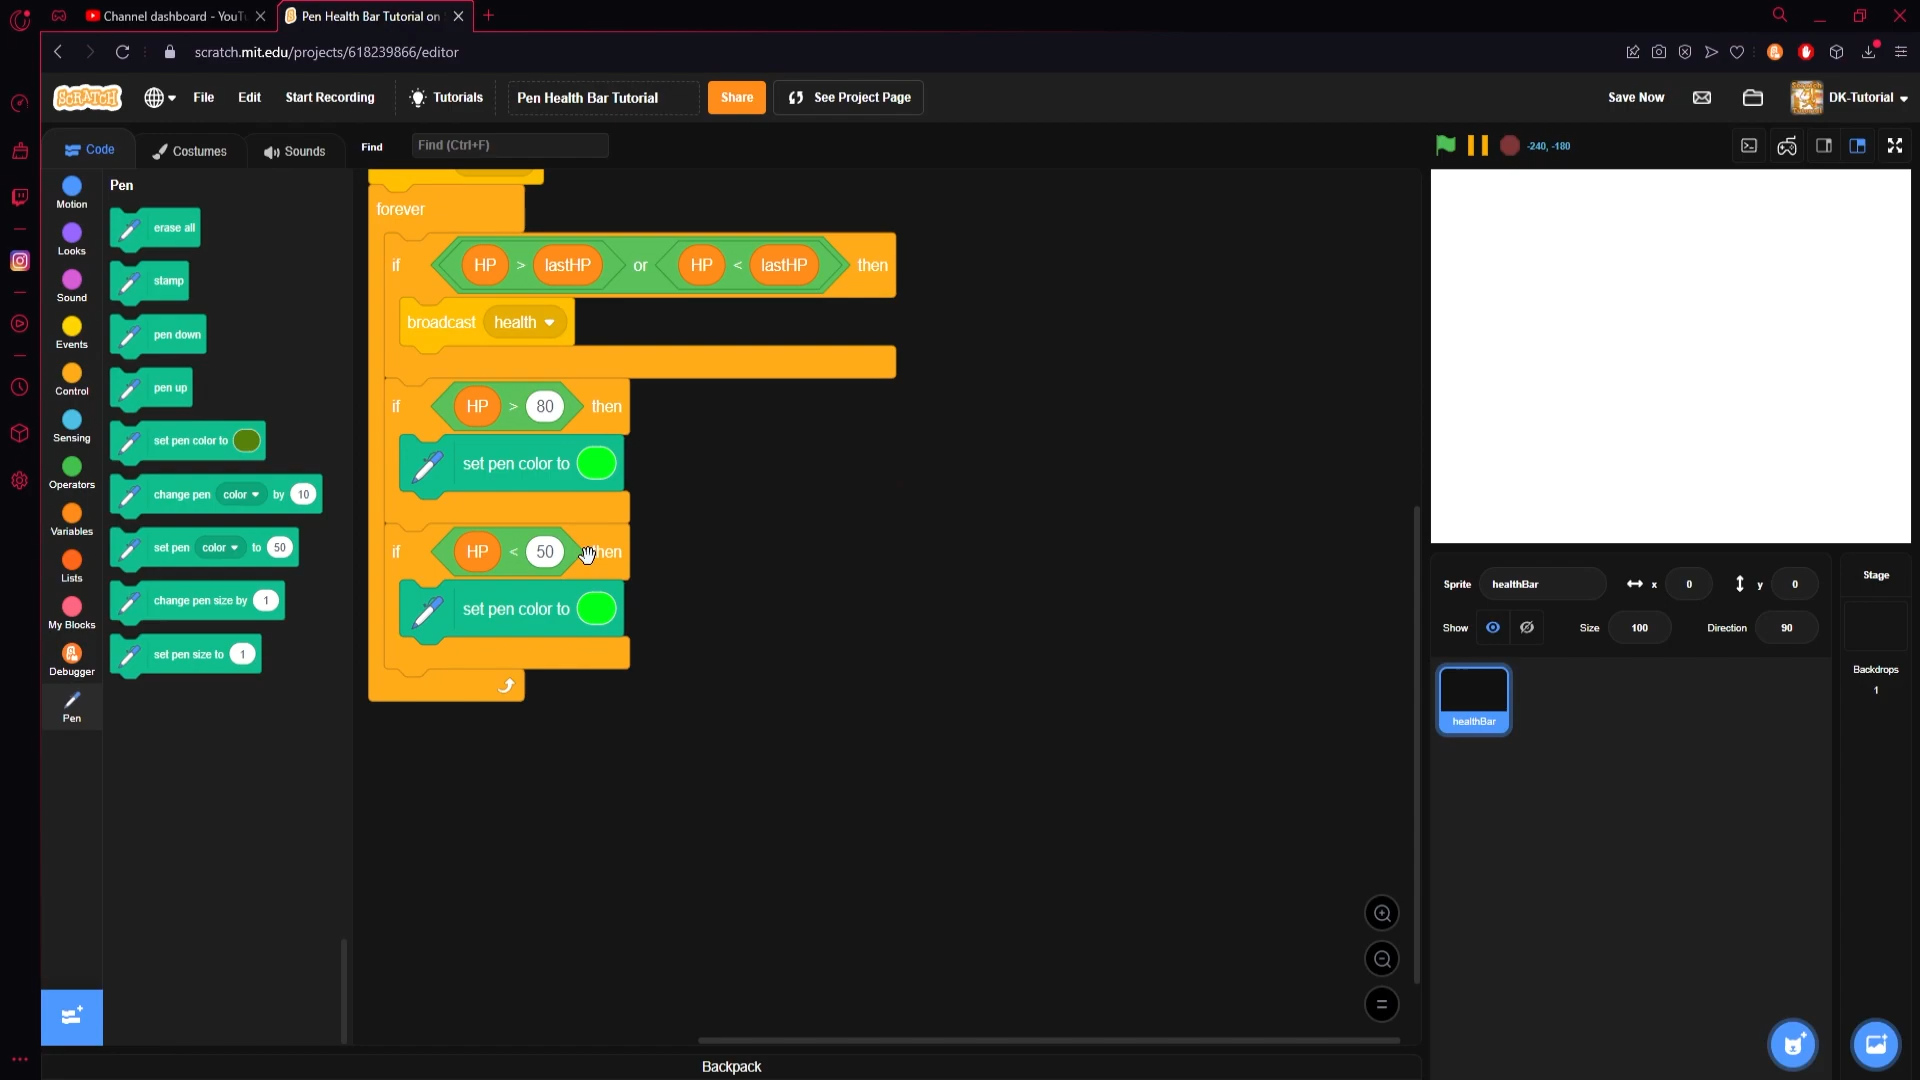 Channel dashboard - YouTu
Pen Health Bar Tutorial on
scratch.mit.edu/projects/618239866/editor
SCRATCH
File
Edit
Start Recording
Tutorials
Pen Health Bar Tutorial
Share
See Project Page
Save Now
DK-Tutorial
Code
Costumes
Sounds
Find
Find (Ctrl+F)
-240, -180
Motion
Looks
Sound
Events
Control
Sensing
Operators
Variables
Lists
My Blocks
Debugger
Pen
Pen
erase all
stamp
pen down
pen up
set pen color to
change pen color by 10
set pen color to 50
change pen size by 1
set pen size to 1
forever
if HP > lastHP or HP < lastHP then
broadcast health
if HP > 80 then
set pen color to
if HP < 50 then
set pen color to
Sprite healthBar x 0 y 0
Show Size 100 Direction 90
healthBar
Stage
Backdrops
1
Backpack